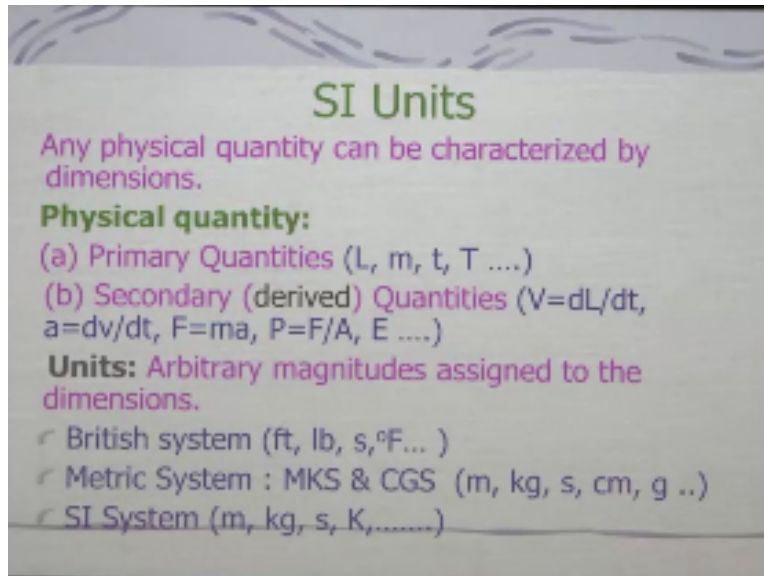 SI Units
Any physical quantity can be characterized by
dimensions.
Physical quantity:
(a) Primary Quantities (L, m, t, T ....)
(b) Secondary (derived) Quantities (V=dL/dt,
a=dv/dt, F=ma, P=F/A, E ....)
Units: Arbitrary magnitudes assigned to the
dimensions.
British system (ft, lb, s,ºF... )
Metric System : MKS & CGS (m, kg, s, cm, g ..)
SI System (m, kg, s, K,.......)